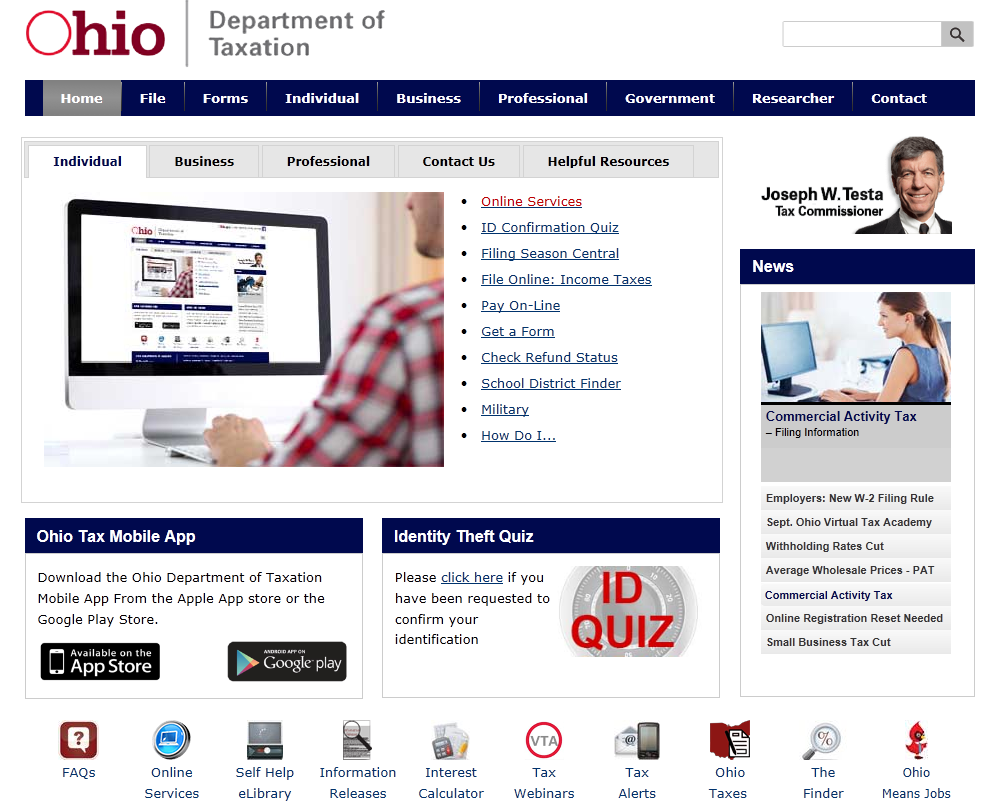 Ohio Department of
Taxation
Home File Forms Individual Business Professional Government Researcher Contact
Individual Business Professional Contact Us Helpful Resources
Online Services
ID Confirmation Quiz
Filing Season Central
File Online: Income Taxes
Pay On-Line
Get a Form
Check Refund Status
School District Finder
Military
How Do I...
Joseph W. Testa
Tax Commissioner
News
Commercial Activity Tax
– Filing Information
Employers: New W-2 Filing Rule
Sept. Ohio Virtual Tax Academy
Withholding Rates Cut
Average Wholesale Prices - PAT
Commercial Activity Tax
Online Registration Reset Needed
Small Business Tax Cut
Ohio Tax Mobile App
Download the Ohio Department of Taxation
Mobile App From the Apple App store or the
Google Play Store.
Available on the
App Store
ANDROID APP ON
Google play
Identity Theft Quiz
Please click here if you
have been requested to
confirm your
identification
ID
QUIZ
FAQs
Online
Services
Self Help
eLibrary
Information
Releases
Interest
Calculator
VTA
Tax
Webinars
Tax
Alerts
Ohio
Taxes
%
The
Finder
Ohio
Means Jobs